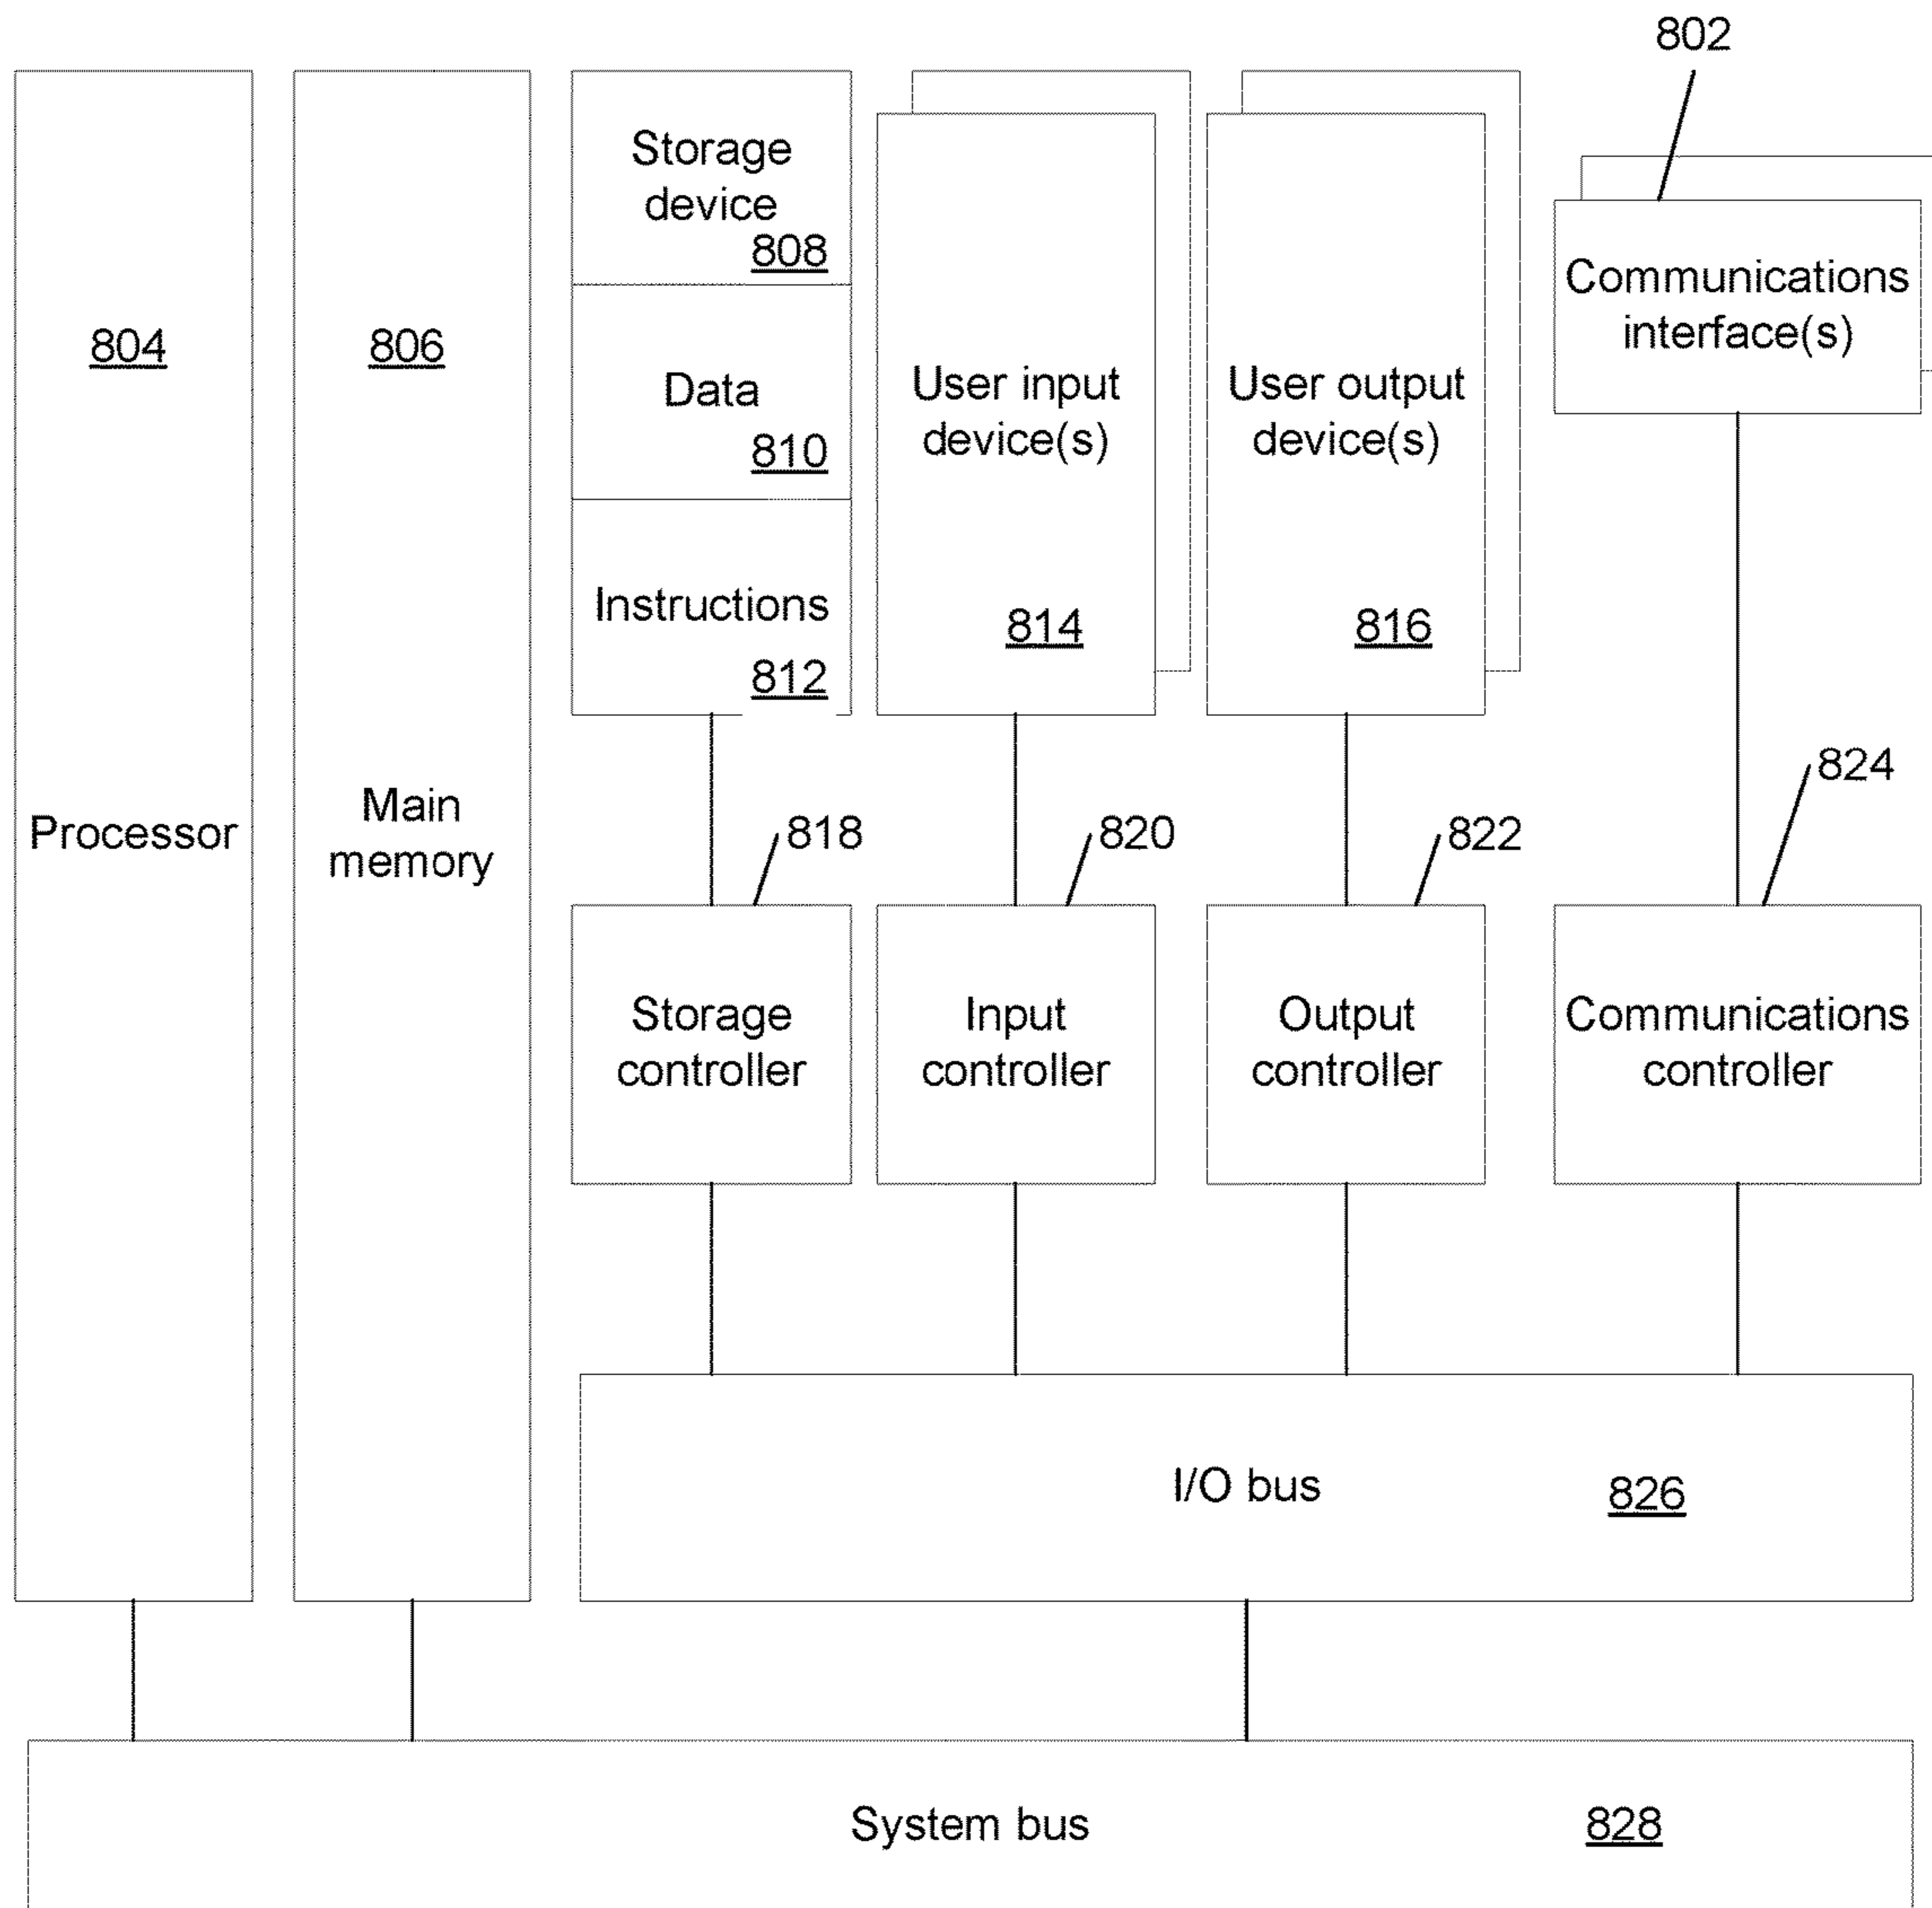 802
804
Processor
806
Main
memory
Storage
device
808
Data
810
Instructions
812
User input
device(s)
814
User output
device(s)
816
Communications
interface(s)
818
820
822
824
Storage
controller
Input
controller
Output
controller
Communications
controller
I/O bus
826
System bus
828